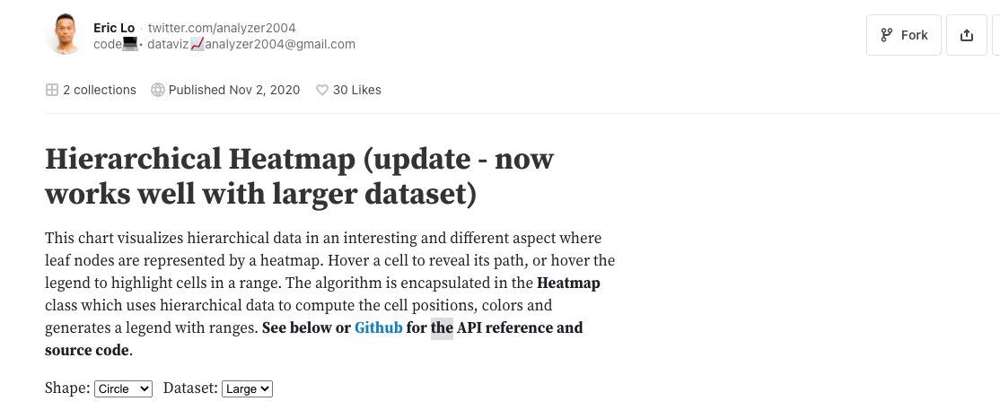 Eric Lo · twitter.com/analyzer2004
code💻• dataviz📈analyzer2004@gmail.com
Fork
2 collections Published Nov 2, 2020 30 Likes
Hierarchical Heatmap (update - now
works well with larger dataset)
This chart visualizes hierarchical data in an interesting and different aspect where
leaf nodes are represented by a heatmap. Hover a cell to reveal its path, or hover the
legend to highlight cells in a range. The algorithm is encapsulated in the Heatmap
class which uses hierarchical data to compute the cell positions, colors and
generates a legend with ranges. See below or Github for the API reference and
source code.
Shape: Circle Dataset: Large